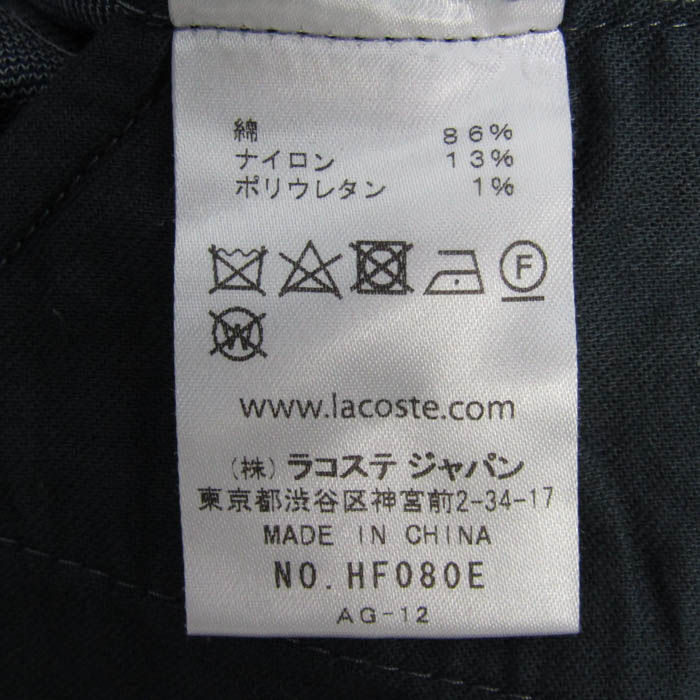 綿 86%
ナイロン 13%
ポリウレタン 1%
F
W
www.lacoste.com
(株) ラコステ ジャパン
東京都渋谷区神宮前2-34-17
MADE IN CHINA
NO. HF080E
AG-12